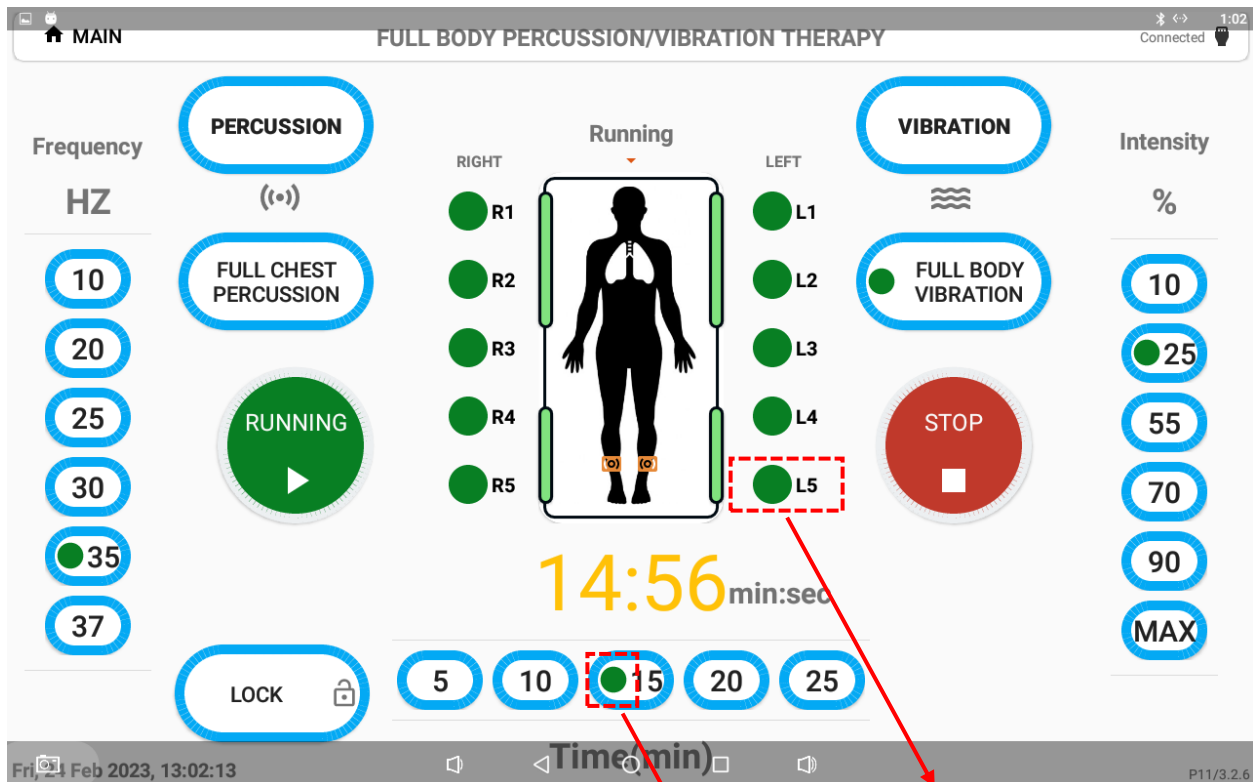 1:02
MAIN
FULL BODY PERCUSSION/VIBRATION THERAPY
Connected
PERCUSSION
VIBRATION
Frequency
HZ
Running
RIGHT
LEFT
Intensity
%
FULL CHEST
PERCUSSION
FULL BODY
VIBRATION
10
20
25
30
35
37
R1
R2
R3
R4
R5
L1
L2
L3
L4
L5
10
25
55
70
90
MAX
RUNNING
STOP
14:56 min:sec
LOCK
5 10 15 20 25
Time(min)
Fri, 24 Feb 2023, 13:02:13
P11/3.2.6